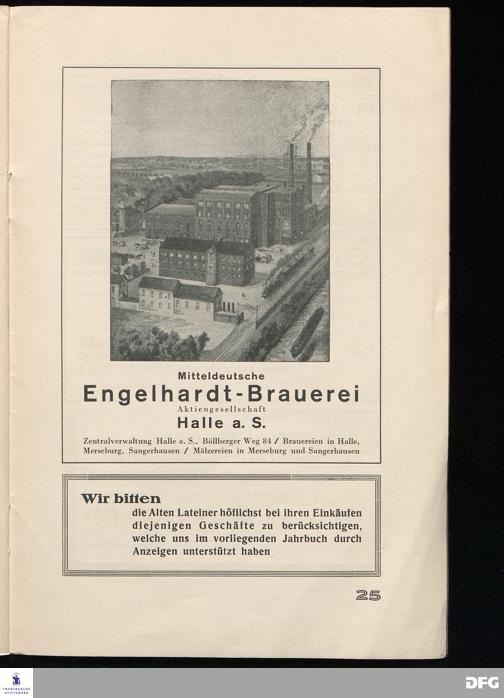 Mitteldeutsche
Engelhardt-Brauerei
Aktiengesellschaft
Halle a. S.
Zentralverwaltung Halle a. S., Böllberger Weg 84 / Brauereien in Halle,
Merseburg, Sangerhausen / Mälzereien in Merseburg und Sangerhausen
Wir bitten
die Alten Lateiner höflichst bei ihren Einkäufen
diejenigen Geschäfte zu berücksichtigen,
welche uns im vorliegenden Jahrbuch durch
Anzeigen unterstützt haben
25
FRANCKESCHE
STIFTUNGEN
DFG